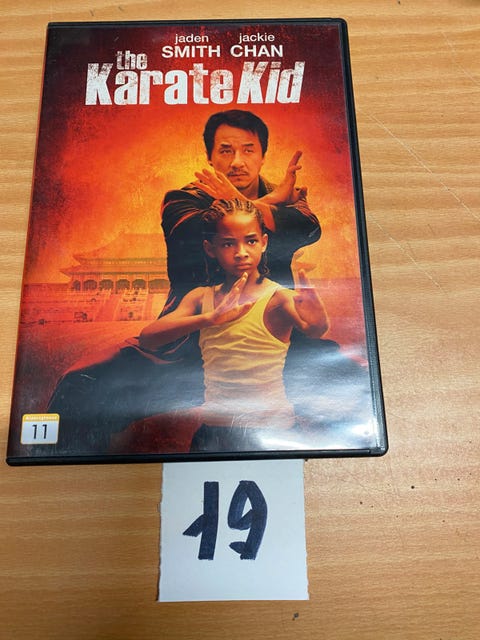 jaden jackie
SMITH CHAN
the
Karate Kid
11
19